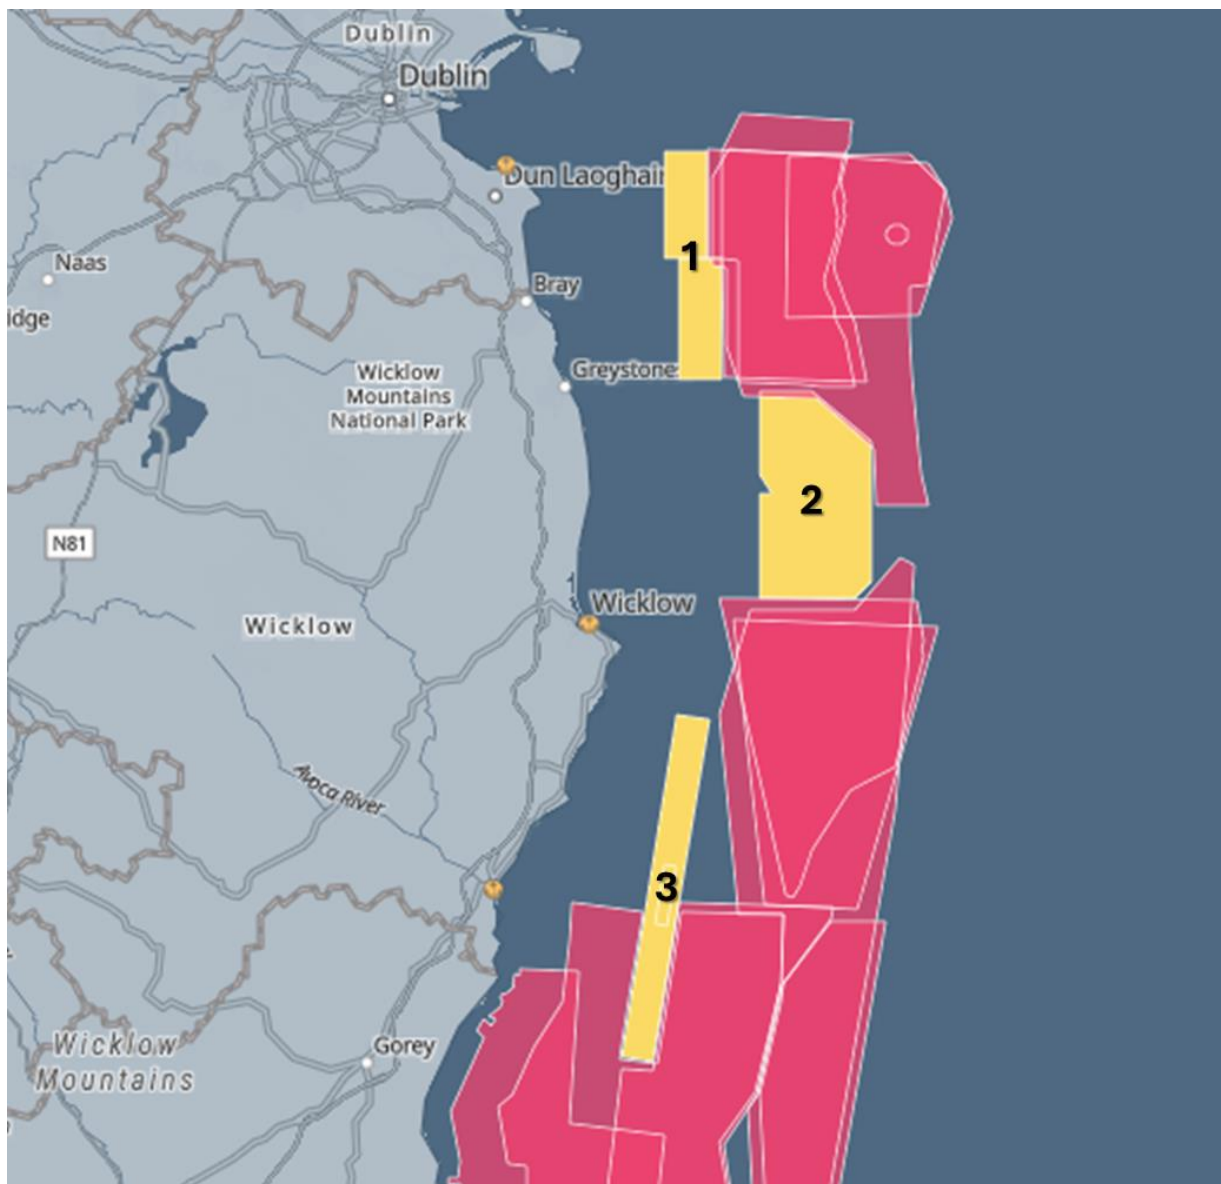 Dublin
Dublin
Dun Laoghair
Naas
idge
Bray
1
Greystone
Wicklow
Mountains
National Park
2
N81
Wicklow
Wicklow
Avoca River
3
Wicklow
Mountains
Gorey